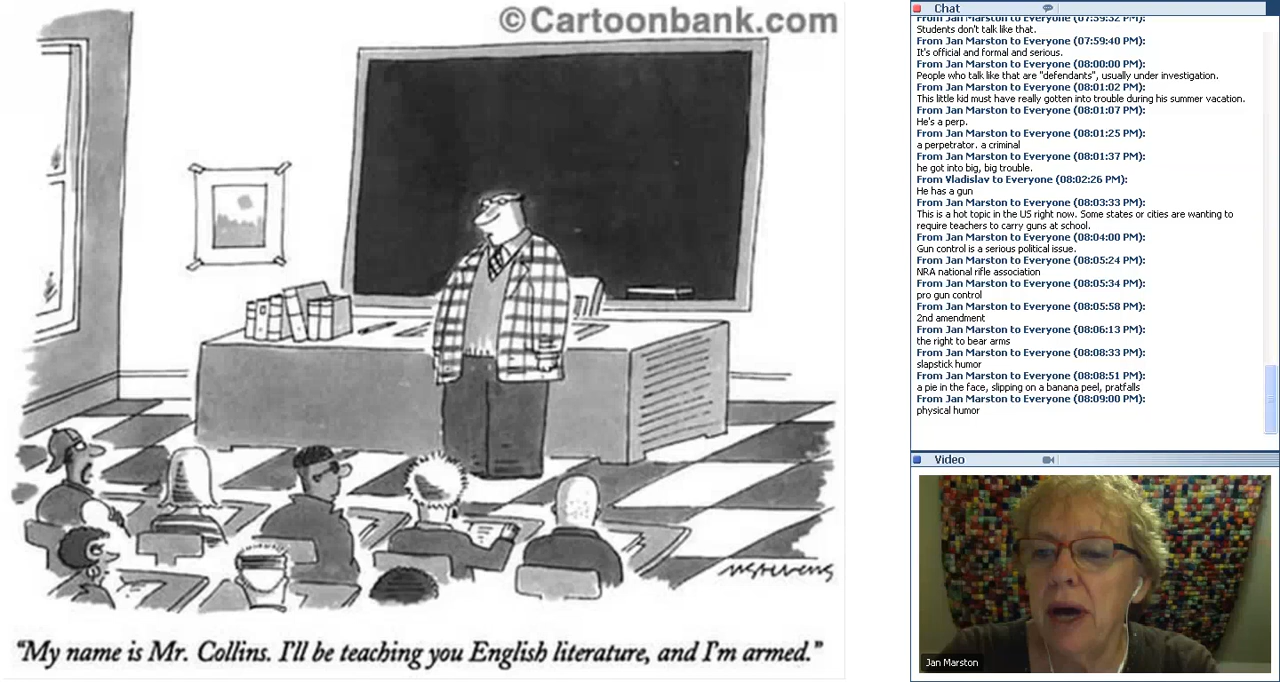 ©Cartoonbank.com
MSTEVENS
"My name is Mr. Collins. I'll be teaching you English literature, and I'm armed."
Chat
From Jan Marston to Everyone (07:59:32 PM):
Students don't talk like that.
From Jan Marston to Everyone (07:59:40 PM):
It's official and formal and serious.
From Jan Marston to Everyone (08:00:00 PM):
People who talk like that are "defendants", usually under investigation.
From Jan Marston to Everyone (08:01:02 PM):
This little kid must have really gotten into trouble during his summer vacation.
From Jan Marston to Everyone (08:01:07 PM):
He's a perp.
From Jan Marston to Everyone (08:01:25 PM):
a perpetrator. a criminal
From Jan Marston to Everyone (08:01:37 PM):
he got into big, big trouble.
From Vladislav to Everyone (08:02:26 PM):
He has a gun
From Jan Marston to Everyone (08:03:33 PM):
This is a hot topic in the US right now. Some states or cities are wanting to
require teachers to carry guns at school.
From Jan Marston to Everyone (08:04:00 PM):
Gun control is a serious political issue.
From Jan Marston to Everyone (08:05:24 PM):
NRA national rifle association
From Jan Marston to Everyone (08:05:34 PM):
pro gun control
From Jan Marston to Everyone (08:05:58 PM):
2nd amendment
From Jan Marston to Everyone (08:06:13 PM):
the right to bear arms
From Jan Marston to Everyone (08:08:33 PM):
slapstick humor
From Jan Marston to Everyone (08:08:51 PM):
a pie in the face, slipping on a banana peel, pratfalls
From Jan Marston to Everyone (08:09:00 PM):
physical humor
Video
Jan Marston